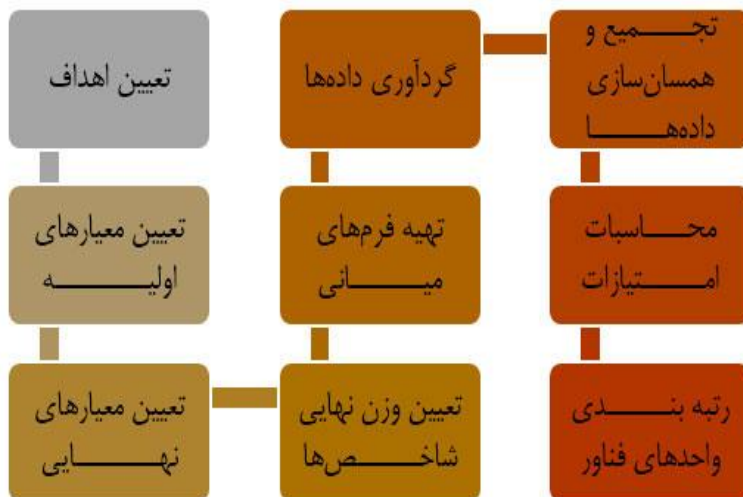 تعیین اهداف
تعیین معیارهای
اولیه
تعیین معیارهای
نهایی
تعیین وزن نهایی
شاخص‌ها
تهیه فرم‌های
میانی
گردآوری داده‌ها
تجمیع و
همسان‌سازی
داده‌ها
محاسبات
امتیازات
رتبه بندی
واحدهای فناور